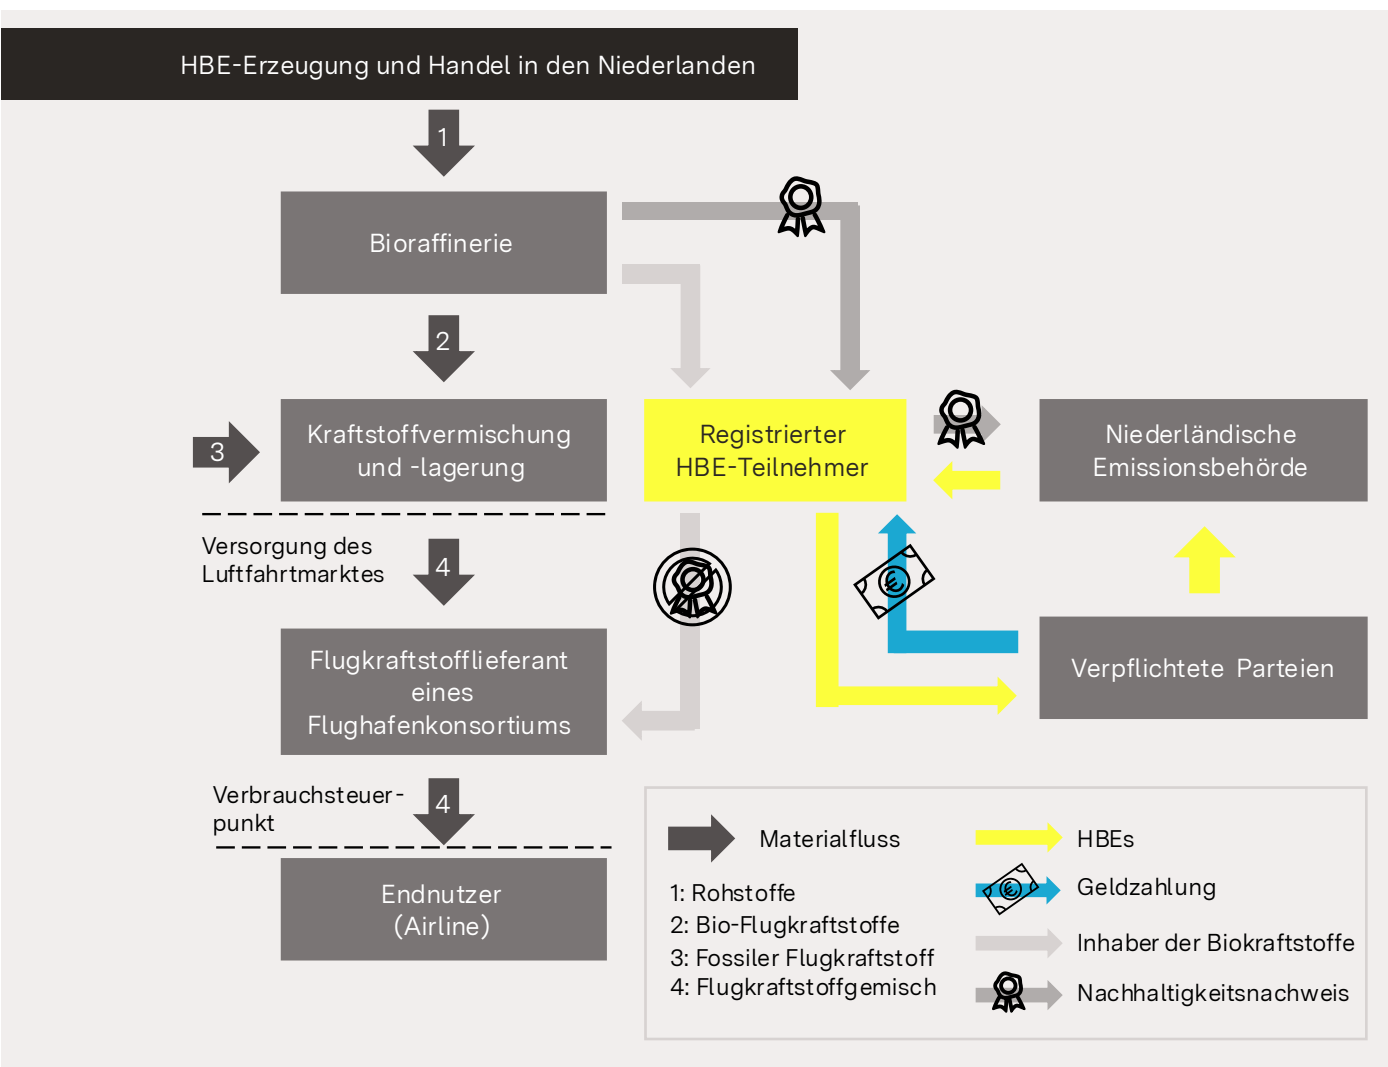 HBE-Erzeugung und Handel in den Niederlanden
1
Bioraffinerie
2
3
Kraftstoffvermischung
und -lagerung
Registrierter
HBE-Teilnehmer
Niederländische
Emissionsbehörde
Versorgung des
Luftfahrtmarktes
4
Flugkraftstofflieferant
eines
Flughafenkonsortiums
€
Verpflichtete Parteien
Verbrauchsteuer-
punkt
4
Endnutzer
(Airline)
Materialfluss
1: Rohstoffe
2: Bio-Flugkraftstoffe
3: Fossiler Flugkraftstoff
4: Flugkraftstoffgemisch
HBEs
€
Geldzahlung
Inhaber der Biokraftstoffe
Nachhaltigkeitsnachweis